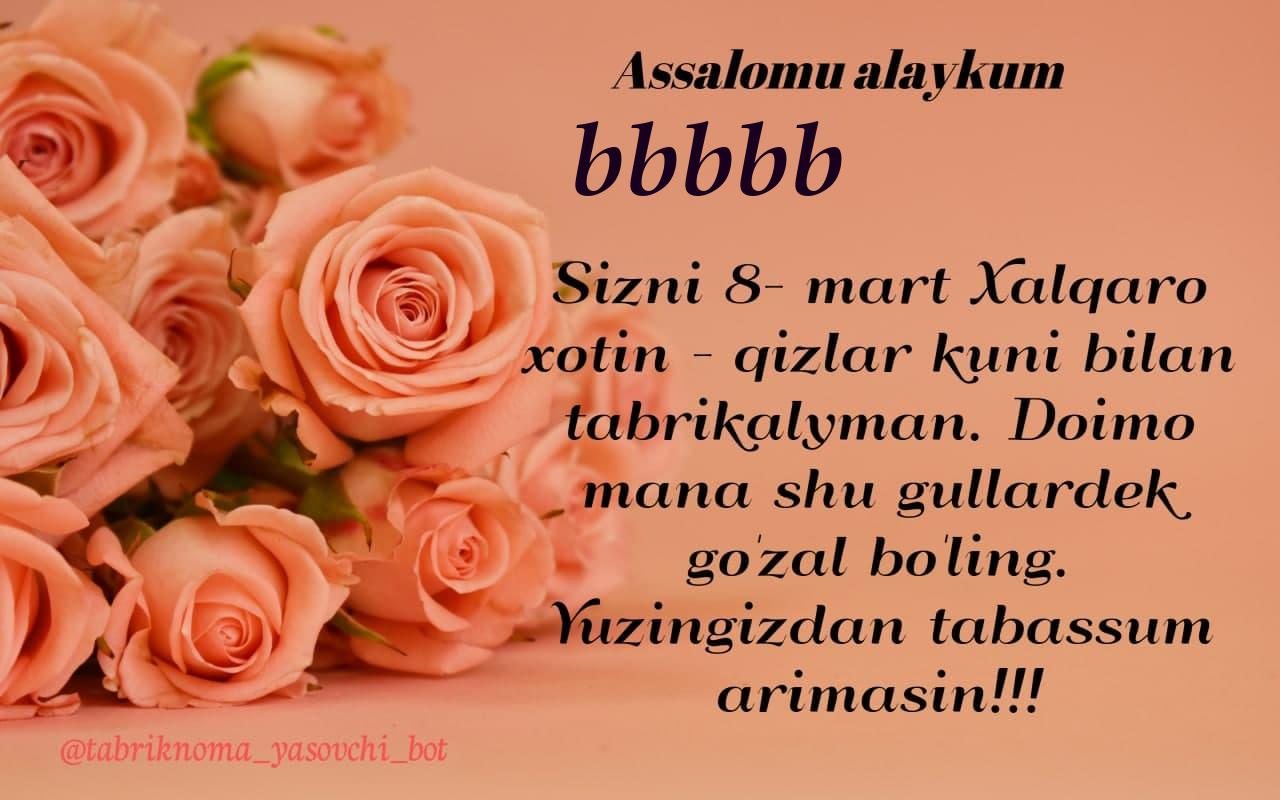 Assalomu alaykum
bbbbb
Sizni 8- mart Xalqaro
xotin - qizlar kuni bilan
tabrikalyman. Doimo
mana shu gullardek
go'zal bo'ling.
Yuzingizdan tabassum
arimasin!!!
@tabriknoma_yasovchi_bot